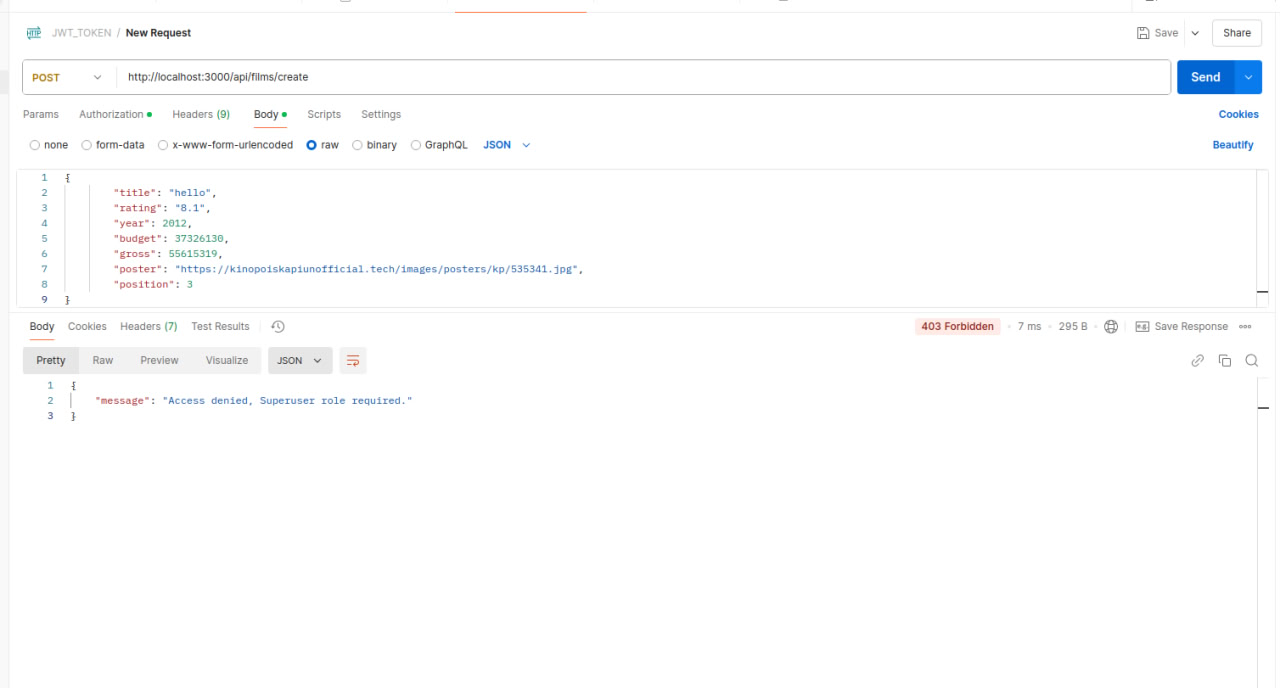 JWT_TOKEN / New Request
Save
Share
POST
http://localhost:3000/api/films/create
Send
Params
Authorization
Headers (9)
Body
Scripts
Settings
Cookies
none
form-data
x-www-form-urlencoded
raw
binary
GraphQL
JSON
Beautify
1 {
2 "title": "hello",
3 "rating": "8.1",
4 "year": 2012,
5 "budget": 37326130,
6 "gross": 55615319,
7 "poster": "https://kinopoiskapiunofficial.tech/images/posters/kp/535341.jpg",
8 "position": 3
9 }
Body
Cookies
Headers (7)
Test Results
403 Forbidden
7 ms
295 B
Save Response
Pretty
Raw
Preview
Visualize
JSON
1 {
2 "message": "Access denied, Superuser role required."
3 }